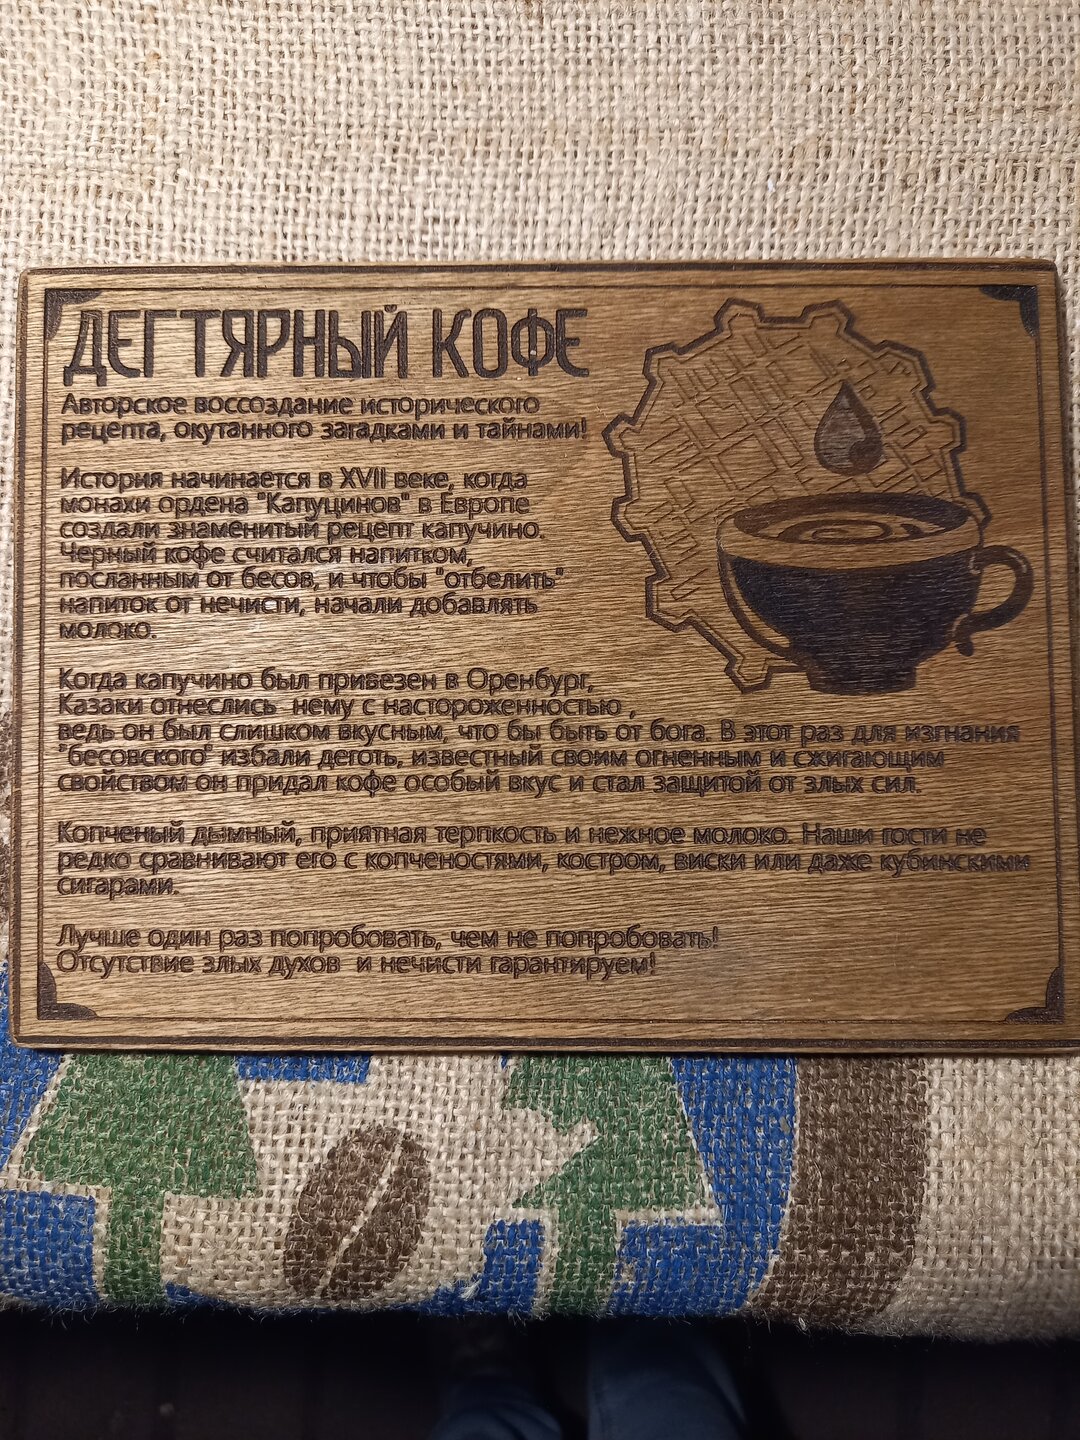 ДЕГТЯРНЫЙ КОФЕ
Авторское воссоздание исторического
рецепта, окутанного загадками и тайнами!
История начинается в XVII веке, когда
монахи ордена "Капуцинов" в Европе
создали знаменитый рецепт капучино.
Черный кофе считался напитком,
посланным от бесов, и чтобы "отбелить"
напиток от нечисти, начали добавлять
молоко.
Когда капучино был привезен в Оренбург,
Казаки отнеслись  нему с настороженностью ,
ведь он был слишком вкусным, что бы быть от бога. В этот раз для изгнания
"бесовского" избали деготь, известный своим огненным и сжигающим
свойством он придал кофе особый вкус и стал защитой от злых сил.
Копченый дымный, приятная терпкость и нежное молоко. Наши гости не
редко сравнивают его с копченостями, костром, виски или даже кубинскими
сигарами.
Лучше один раз попробовать, чем не попробовать!
Отсутствие злых духов  и нечисти гарантируем!